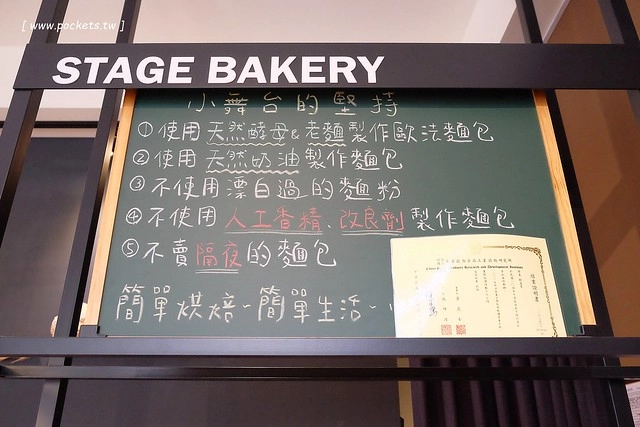 [ www.pockets.tw ]
STAGE BAKERY
小舞台的堅持
①使用天然酵母&老麵製作歐法麵包
②使用天然奶油製作麵包
③不使用漂白過的麵粉
④不使用人工香精、改良劑製作麵包
⑤不賣隔夜的麵包
簡單烘焙~簡單生活~